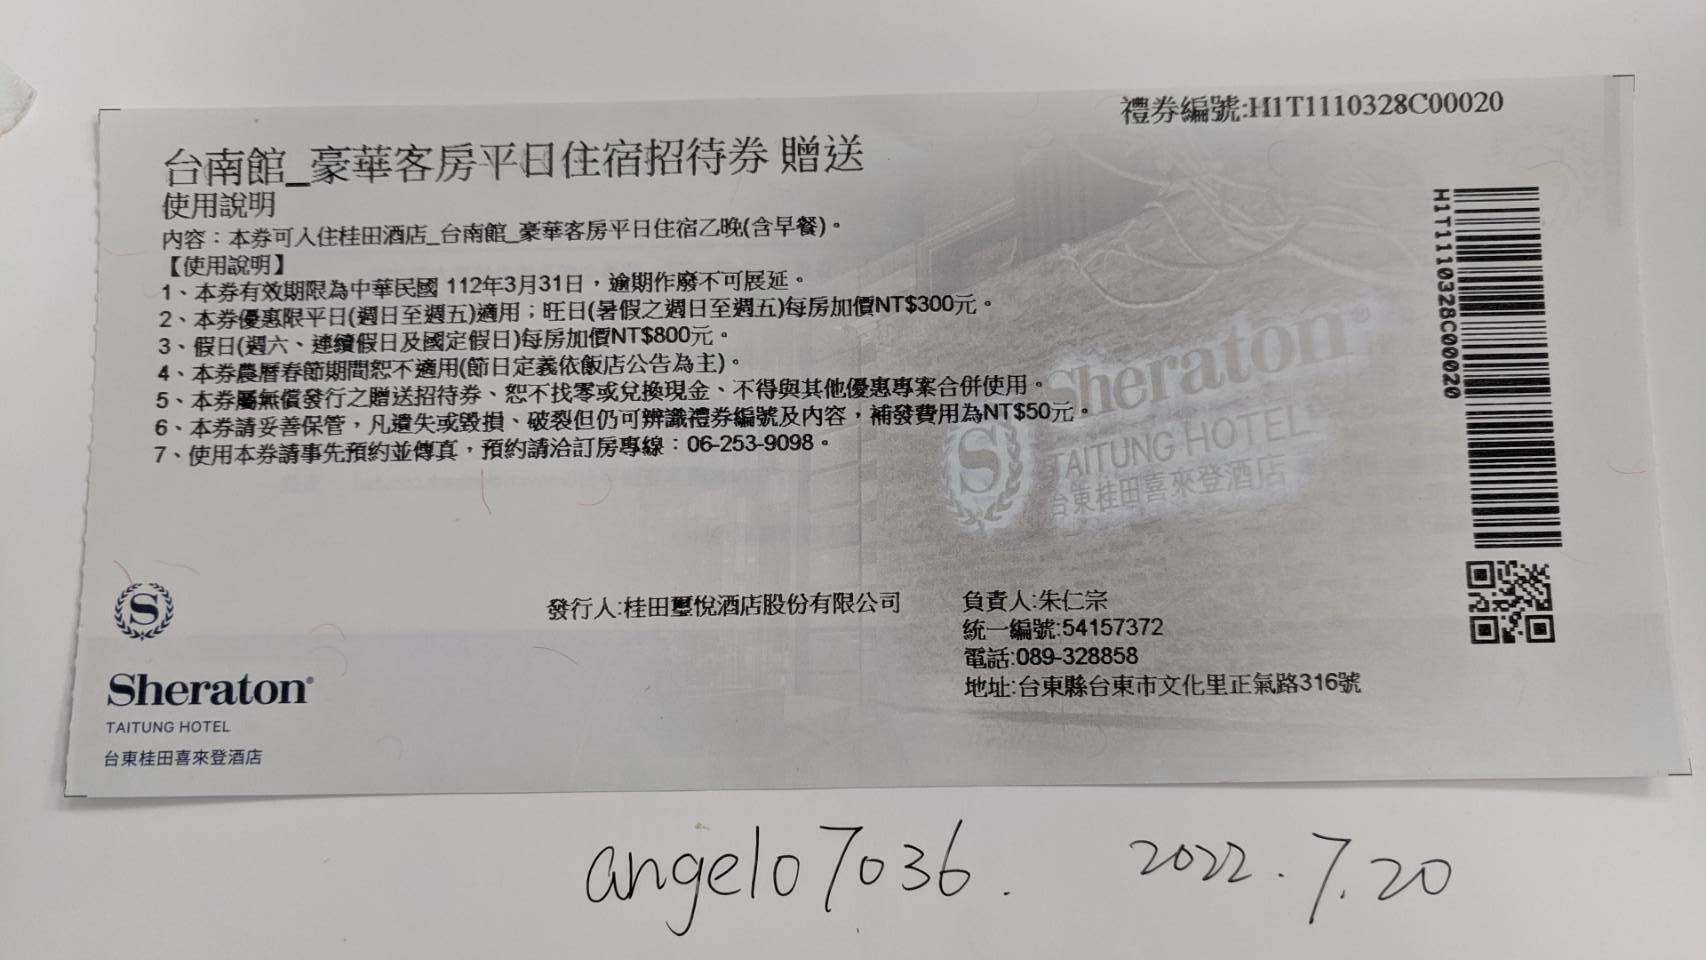 禮券編號:H1T1110328C00020
台南館_豪華客房平日住宿招待券 贈送
使用說明
內容：本券可入住桂田酒店_台南館_豪華客房平日住宿乙晚(含早餐)。
【使用說明】
1、本券有效期限為中華民國 112年3月31日，逾期作廢不可展延。
2、本券優惠限平日(週日至週五)適用；旺日(暑假之週日至週五)每房加價NT$300元。
3、假日(週六、連續假日及國定假日)每房加價NT$800元。
4、本券農曆春節期間恕不適用(節日定義依飯店公告為主)。
5、本券屬無償發行之贈送招待券、恕不找零或兌換現金、不得與其他優惠專案合併使用。
6、本券請妥善保管，凡遺失或毀損、破裂但仍可辨識禮券編號及內容，補發費用為NT$50元。
7、使用本券請事先預約並傳真，預約請洽訂房專線：06-253-9098。
H1T1110328C00020
Sheraton
S
TAITUNG HOTEL
台東桂田喜來登酒店
發行人:桂田璽悅酒店股份有限公司
負責人:朱仁宗
統一編號:54157372
電話:089-328858
地址:台東縣台東市文化里正氣路316號
S
Sheraton®
TAITUNG HOTEL
台東桂田喜來登酒店
angelo7036. 2022.7.20